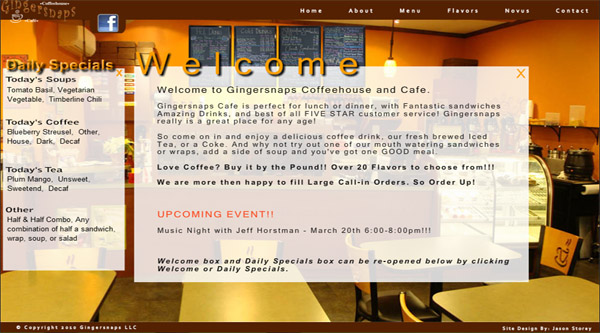 ~Coffeehouse~
Gingersnaps
~Cafe~
f
Home About Menu Flavors Novus Contact
Daily Specials
X
Today's Soups
Tomato Basil, Vegetarian
Vegetable, Timberline Chili
Today's Coffee
Blueberry Streusel, Other,
House, Dark, Decaf
Today's Tea
Plum Mango, Unsweet,
Sweetend, Decaf
Other
Half & Half Combo, Any
combination of half a sandwich,
wrap, soup, or salad
Welcome
X
Welcome to Gingersnaps Coffeehouse and Cafe.
Gingersnaps Cafe is perfect for lunch or dinner, with Fantastic sandwiches
Amazing Drinks, and best of all FIVE STAR customer service! Gingersnaps
really is a great place for any age!
So come on in and enjoy a delicious coffee drink, our fresh brewed Iced
Tea, or a Coke. And why not try out one of our mouth watering sandwiches
or wraps, add a side of soup and you've got one GOOD meal.
Love Coffee? Buy it by the Pound!! Over 20 Flavors to choose from!!!
We are more then happy to fill Large Call-in Orders. So Order Up!
UPCOMING EVENT!!
Music Night with Jeff Horstman - March 20th 6:00-8:00pm!!!
Welcome box and Daily Specials box can be re-opened below by clicking
Welcome or Daily Specials.
© Copyright 2010 Gingersnaps LLC
Site Design By: Jason Storey